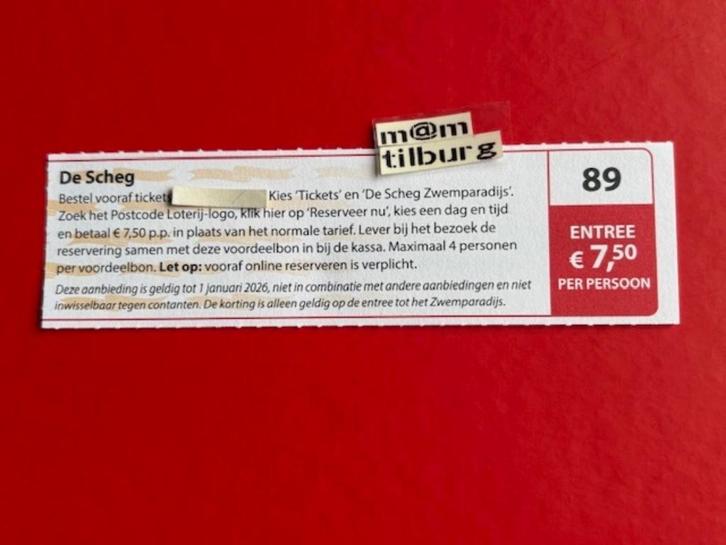 m@m
tilburg
De Scheg
Bestel vooraf ticket Kies 'Tickets' en 'De Scheg Zwemparadijs'.
Zoek het Postcode Loterij-logo, klik hier op 'Reserveer nu', kies een dag en tijd
en betaal € 7,50 p.p. in plaats van het normale tarief. Lever bij het bezoek de
reservering samen met deze voordeelbon in bij de kassa. Maximaal 4 personen
per voordeelbon. Let op: vooraf online reserveren is verplicht.
Deze aanbieding is geldig tot 1 januari 2026, niet in combinatie met andere aanbiedingen en niet
inwisselbaar tegen contanten. De korting is alleen geldig op de entree tot het Zwemparadijs.
89
ENTREE
€ 7,50
PER PERSOON